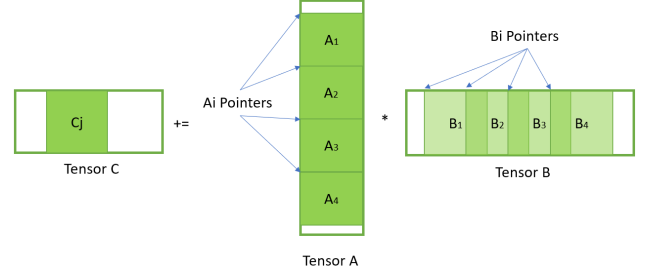 Bi Pointers
A1
A2
A3
A4
Ai Pointers
Cj
+=
*
B1 B2 B3 B4
Tensor C
Tensor B
Tensor A